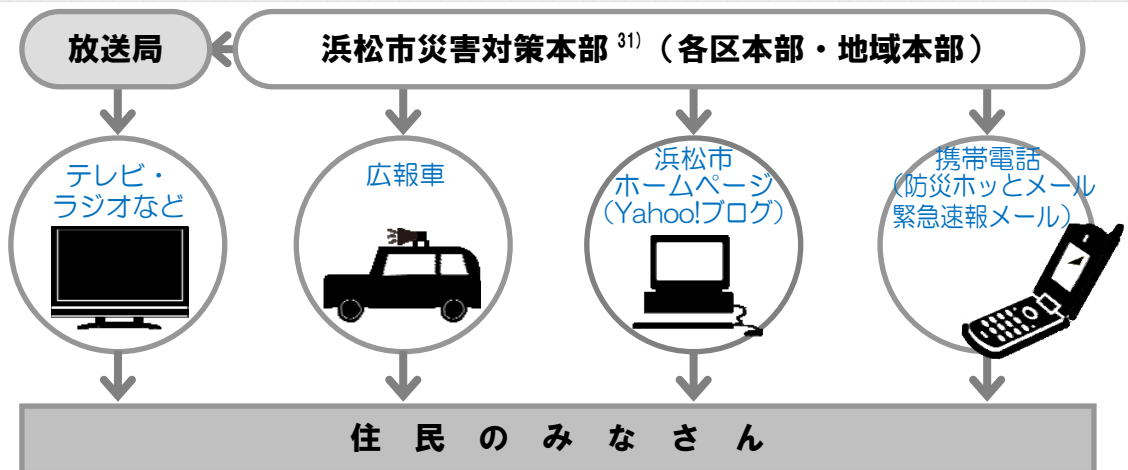 放送局
浜松市災害対策本部 31)（各区本部・地域本部）
テレビ・
ラジオなど
広報車
浜松市
ホームページ
（Yahoo!ブログ）
携帯電話
（防災ホッとメール
緊急速報メール）
住民のみなさん